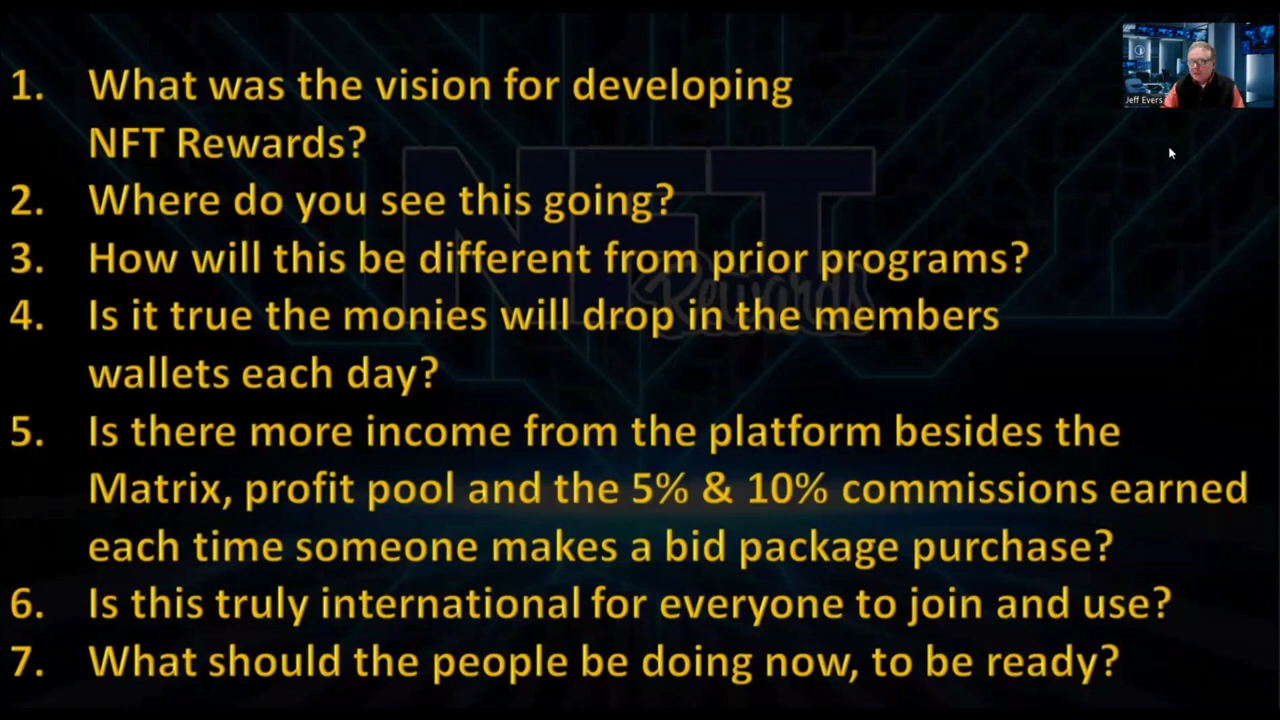 Jeff Evers
1. What was the vision for developing
NFT Rewards?
2. Where do you see this going?
3. How will this be different from prior programs?
4. Is it true the monies will drop in the members
wallets each day?
5. Is there more income from the platform besides the
Matrix, profit pool and the 5% & 10% commissions earned
each time someone makes a bid package purchase?
6. Is this truly international for everyone to join and use?
7. What should the people be doing now, to be ready?
NFT
Rewards